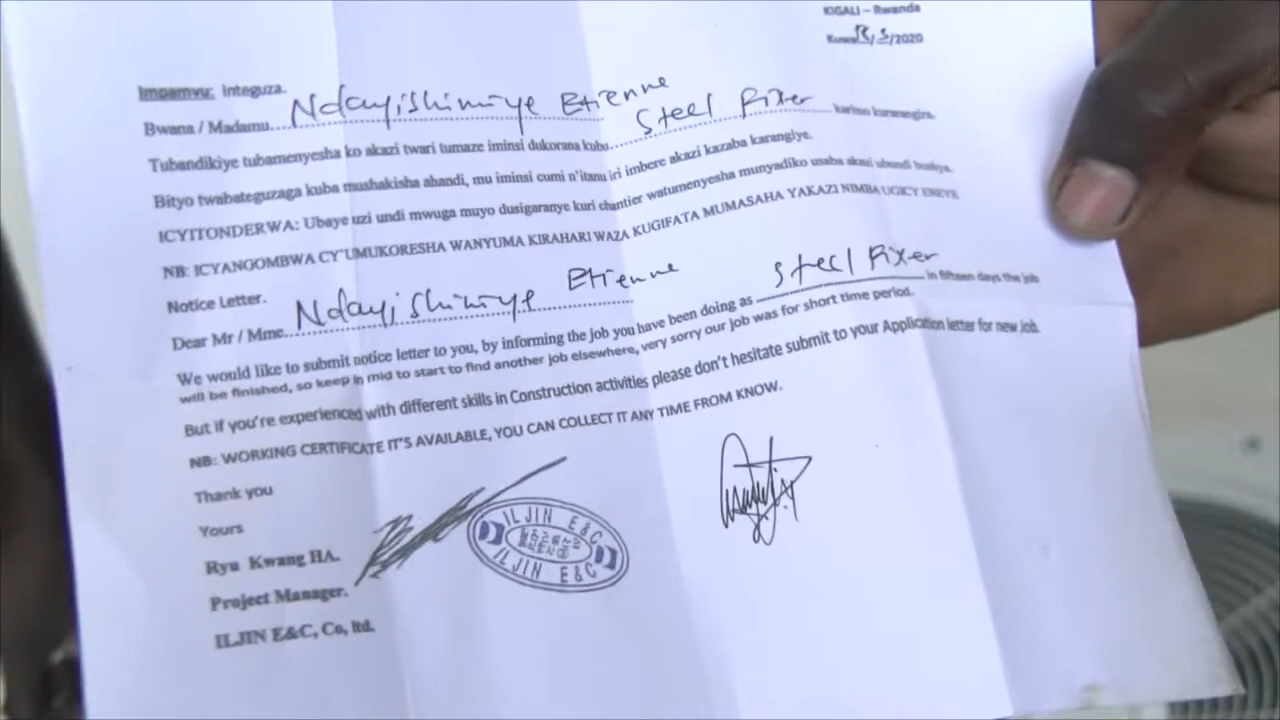 KIGALI – Rwanda
Kuwa 13/5/2020
Impamvu: Integuza.
Bwana / Madamu...Ndayishimiye Etienne
Tubandikiye tubamenyesha ko akazi twari tumaze iminsi dukorana kubu...Steel Fixer... kurangira.
Bityo twabateguzaga kuba mushakisha ahandi, mu iminsi cumi n'itanu iri imbere akazi kazaba karangiye.
ICYITONDERWA: Ubaye uzi undi mwuga muyo dusigaranye kuri chantier watumenyesha munyadiko usaba akazi ubundi bushya.
NB: ICYANGOMBWA CY'UMUKORESHA WANYUMA KIRAHARI WAZA KUGIFATA MUMASAHA YAKAZI NIMBA UGICY ENEYE
Notice Letter.
Dear Mr / Mme...Ndayishimiye Etienne
We would like to submit notice letter to you, by informing the job you have been doing as Steel Fixer in fifteen days the job
will be finished, so keep in mid to start to find another job elsewhere, very sorry our job was for short time period.
But if you're experienced with different skills in Construction activities please don't hesitate submit to your Application letter for new job.
NB: WORKING CERTIFICATE IT'S AVAILABLE, YOU CAN COLLECT IT ANY TIME FROM KNOW.
Thank you
Yours
Ryu Kwang HA.
Project Manager.
ILJIN E&C, Co, ltd.
ILJIN E&C
ILJIN E&C